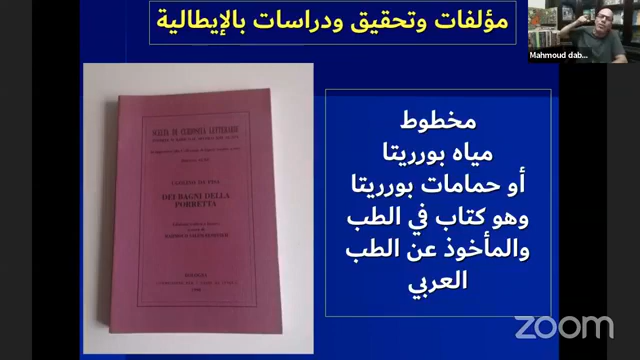 مؤلفات وتحقيق ودراسات بالإيطالية
Mahmoud dab...
SCELTA DI CURIOSITÀ LETTERARIE
DEI BAGNI DELLA
PORRETTA
BOLOGNA
مخطوط
مياه بورريتا
أو حمامات بورريتا
وهو كتاب في الطب
والمأخوذ عن الطب
العربي
zoom